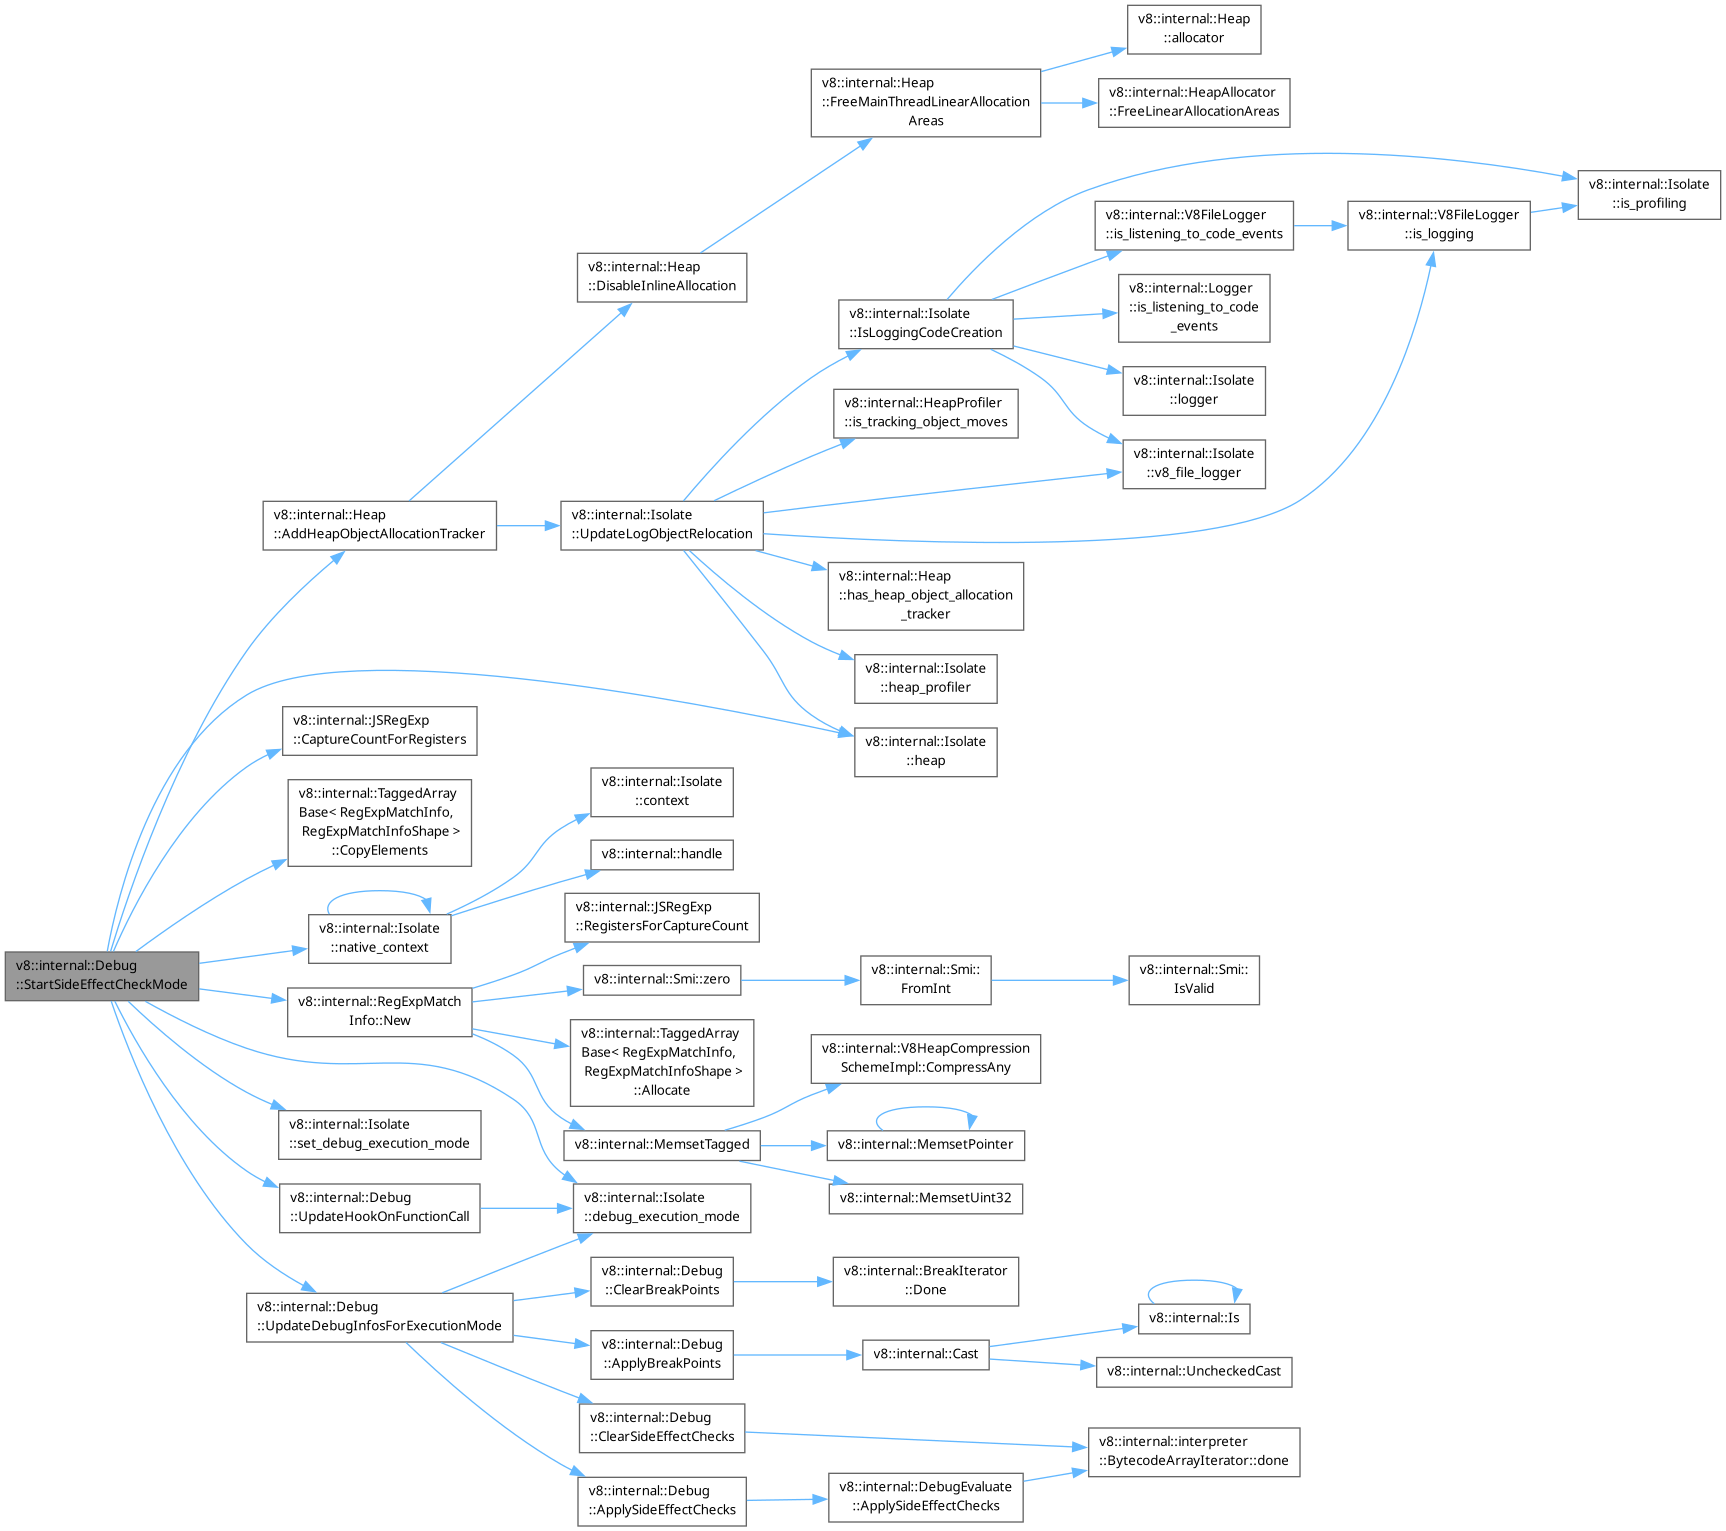 v8::internal::Heap
::allocator
v8::internal::Heap
::FreeMainThreadLinearAllocation
Areas
v8::internal::HeapAllocator
::FreeLinearAllocationAreas
v8::internal::Isolate
::is_profiling
v8::internal::V8FileLogger
::is_listening_to_code_events
v8::internal::V8FileLogger
::is_logging
v8::internal::Heap
::DisableInlineAllocation
v8::internal::Logger
::is_listening_to_code
_events
v8::internal::Isolate
::IsLoggingCodeCreation
v8::internal::Isolate
::logger
v8::internal::HeapProfiler
::is_tracking_object_moves
v8::internal::Isolate
::v8_file_logger
v8::internal::Heap
::AddHeapObjectAllocationTracker
v8::internal::Isolate
::UpdateLogObjectRelocation
v8::internal::Heap
::has_heap_object_allocation
_tracker
v8::internal::Isolate
::heap_profiler
v8::internal::JSRegExp
::CaptureCountForRegisters
v8::internal::Isolate
::heap
v8::internal::Isolate
::context
v8::internal::TaggedArray
Base< RegExpMatchInfo,
RegExpMatchInfoShape >
::CopyElements
v8::internal::handle
v8::internal::JSRegExp
::RegistersForCaptureCount
v8::internal::Isolate
::native_context
v8::internal::Debug
::StartSideEffectCheckMode
v8::internal::Smi::zero
v8::internal::Smi::
FromInt
v8::internal::Smi::
IsValid
v8::internal::RegExpMatch
Info::New
v8::internal::TaggedArray
Base< RegExpMatchInfo,
RegExpMatchInfoShape >
::Allocate
v8::internal::V8HeapCompression
SchemeImpl::CompressAny
v8::internal::Isolate
::set_debug_execution_mode
v8::internal::MemsetTagged
v8::internal::MemsetPointer
v8::internal::MemsetUint32
v8::internal::Debug
::UpdateHookOnFunctionCall
v8::internal::Isolate
::debug_execution_mode
v8::internal::Debug
::ClearBreakPoints
v8::internal::BreakIterator
::Done
v8::internal::Debug
::UpdateDebugInfosForExecutionMode
v8::internal::Is
v8::internal::Debug
::ApplyBreakPoints
v8::internal::Cast
v8::internal::UncheckedCast
v8::internal::Debug
::ClearSideEffectChecks
v8::internal::interpreter
::BytecodeArrayIterator::done
v8::internal::Debug
::ApplySideEffectChecks
v8::internal::DebugEvaluate
::ApplySideEffectChecks